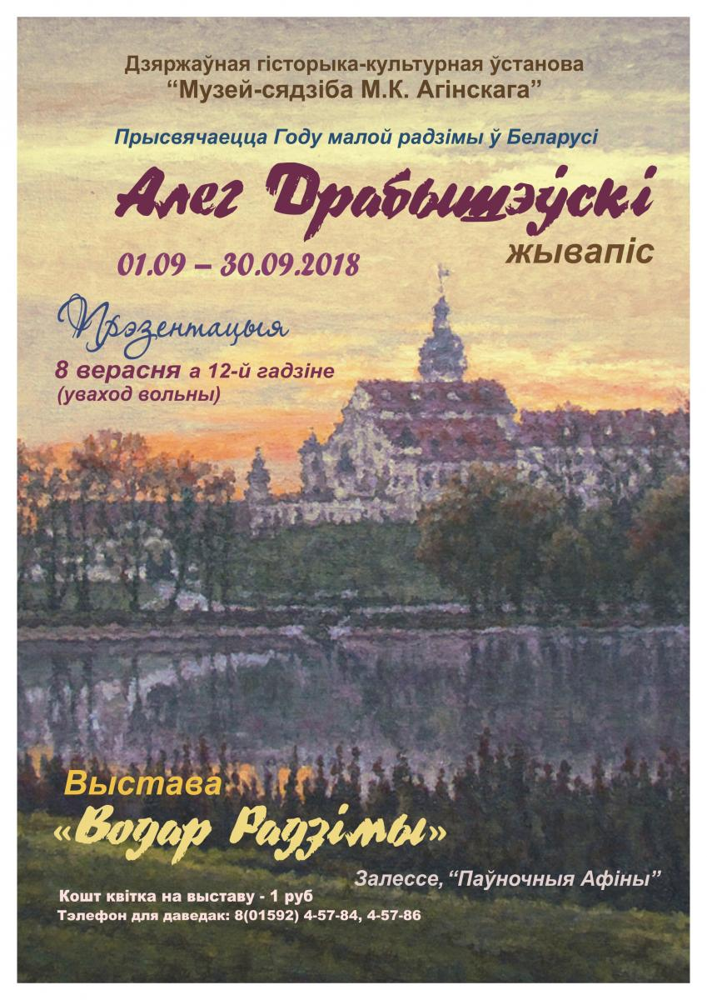 Дзяржаўная гісторыка-культурная ўстанова
“Музей-сядзіба М.К. Агінскага”
Прысвячаецца Году малой радзімы ў Беларусі
Алег Драбышэўскі
жывапіс
01.09 – 30.09.2018
Прэзентацыя
8 верасня а 12-й гадзіне
(уваход вольны)
Выстава
«Водар Радзімы»
Залессе, “Паўночныя Афіны”
Кошт квітка на выставу - 1 руб
Тэлефон для даведак: 8(01592) 4-57-84, 4-57-86